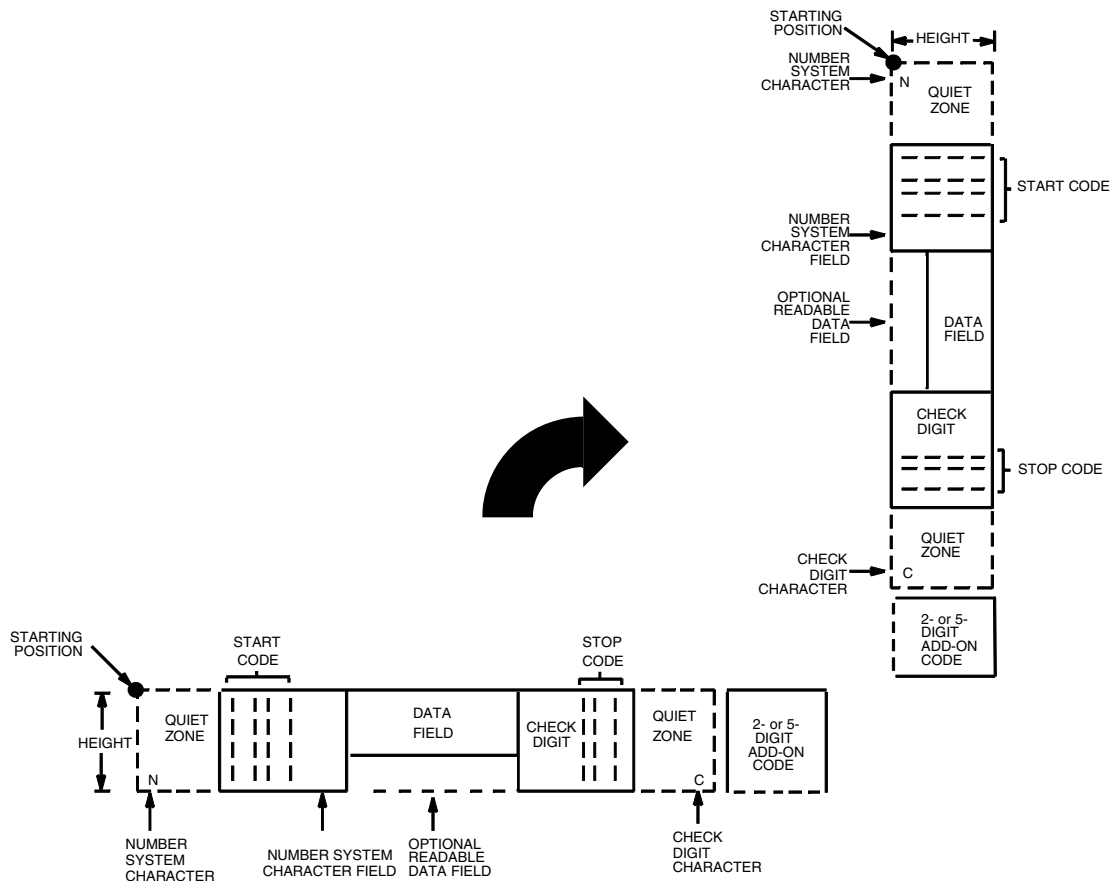 STARTING
POSITION
HEIGHT
NUMBER
SYSTEM
CHARACTER
N
QUIET
ZONE
START CODE
NUMBER
SYSTEM
CHARACTER
FIELD
OPTIONAL
READABLE
DATA
FIELD
DATA
FIELD
CHECK
DIGIT
STOP CODE
QUIET
ZONE
C
CHECK
DIGIT
CHARACTER
2- or 5-
DIGIT
ADD-ON
CODE
STARTING
POSITION
START
CODE
STOP
CODE
HEIGHT
QUIET
ZONE
N
DATA
FIELD
CHECK
DIGIT
QUIET
ZONE
C
2- or 5-
DIGIT
ADD-ON
CODE
NUMBER
SYSTEM
CHARACTER
NUMBER SYSTEM
CHARACTER FIELD
OPTIONAL
READABLE
DATA FIELD
CHECK
DIGIT
CHARACTER